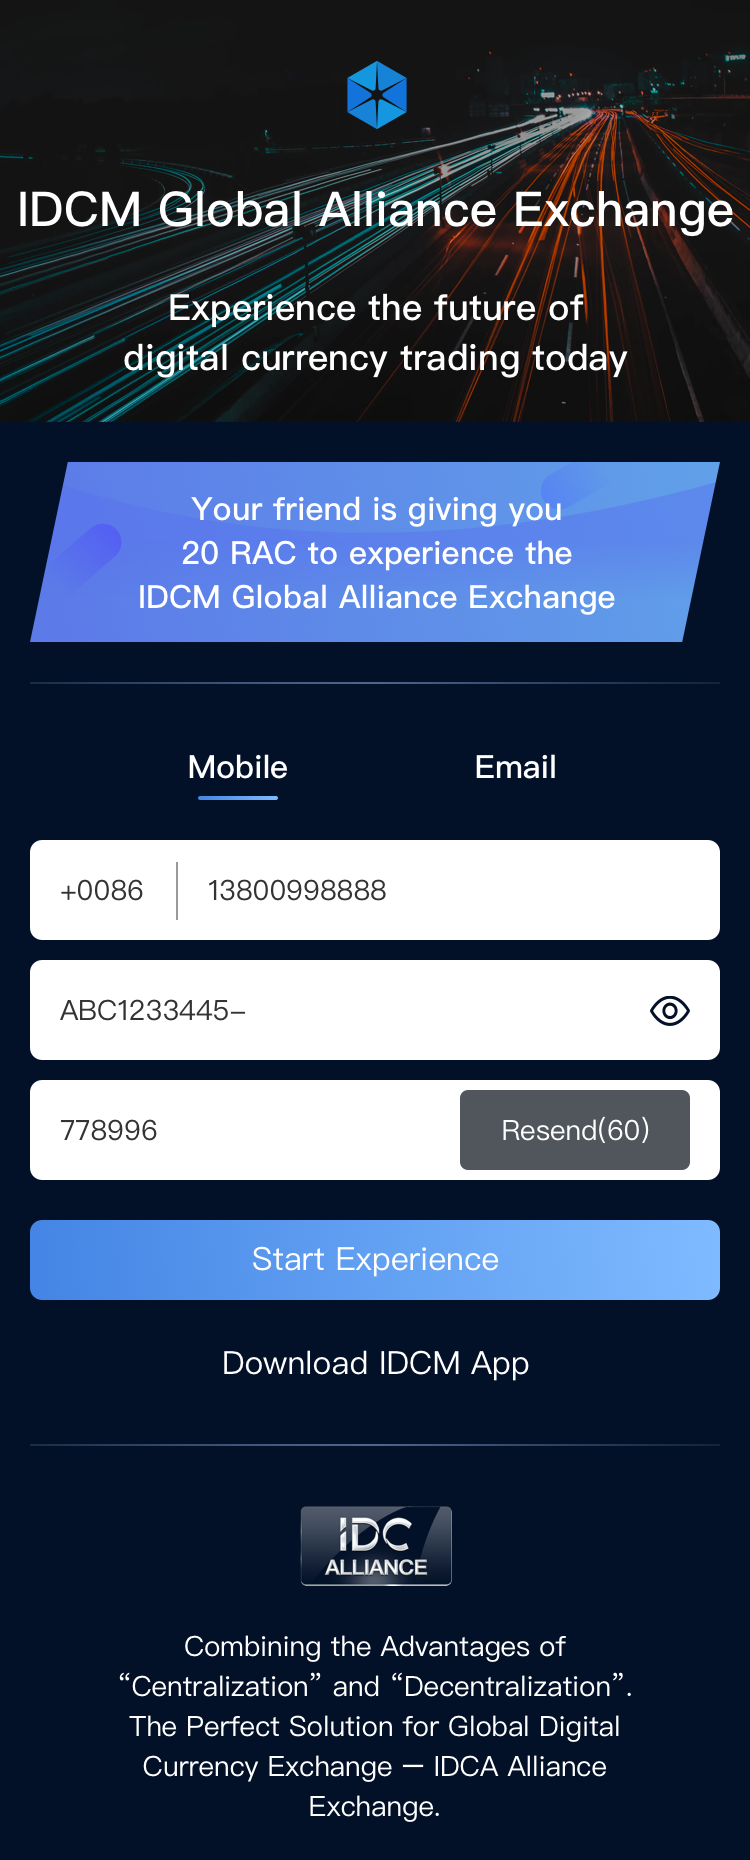 IDCM Global Alliance Exchange
Experience the future of
digital currency trading today
Your friend is giving you
20 RAC to experience the
IDCM Global Alliance Exchange
Mobile
Email
+0086
13800998888
ABC1233445–
778996
Resend(60)
Start Experience
Download IDCM App
IDC
ALLIANCE
Combining the Advantages of
“Centralization” and “Decentralization”.
The Perfect Solution for Global Digital
Currency Exchange — IDCA Alliance
Exchange.